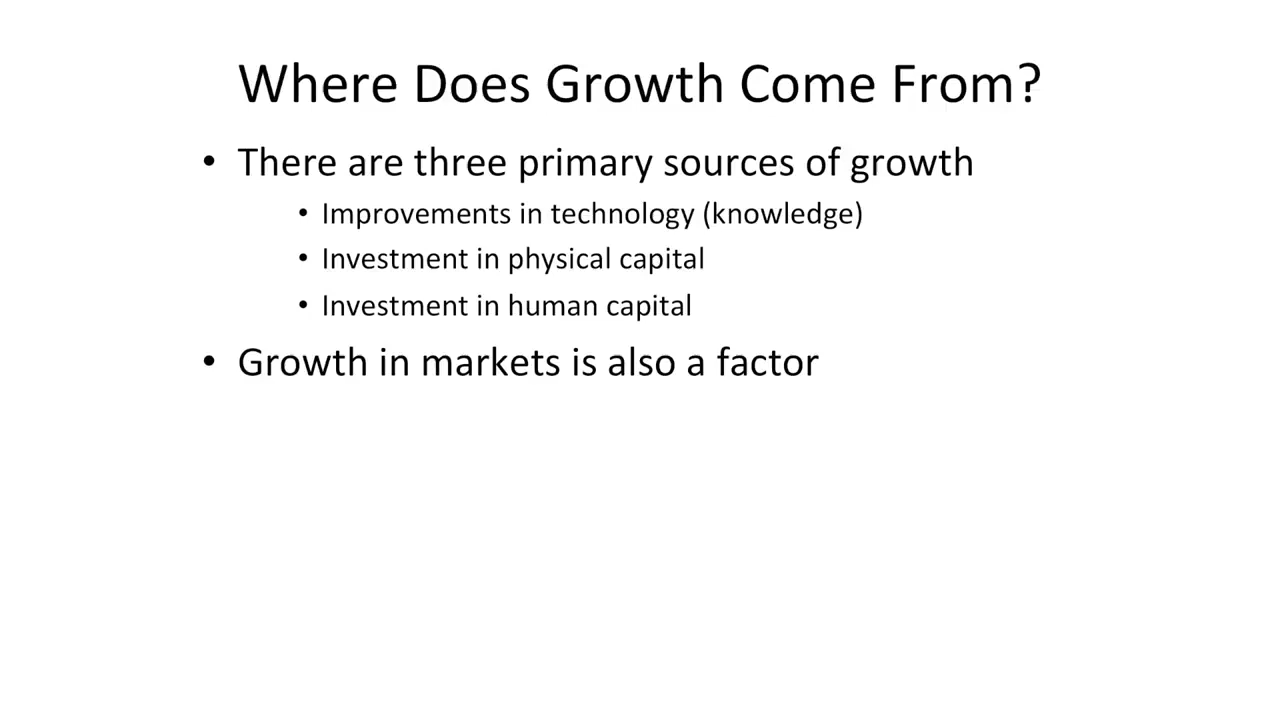 Where Does Growth Come From?
• There are three primary sources of growth
• Improvements in technology (knowledge)
• Investment in physical capital
• Investment in human capital
• Growth in markets is also a factor